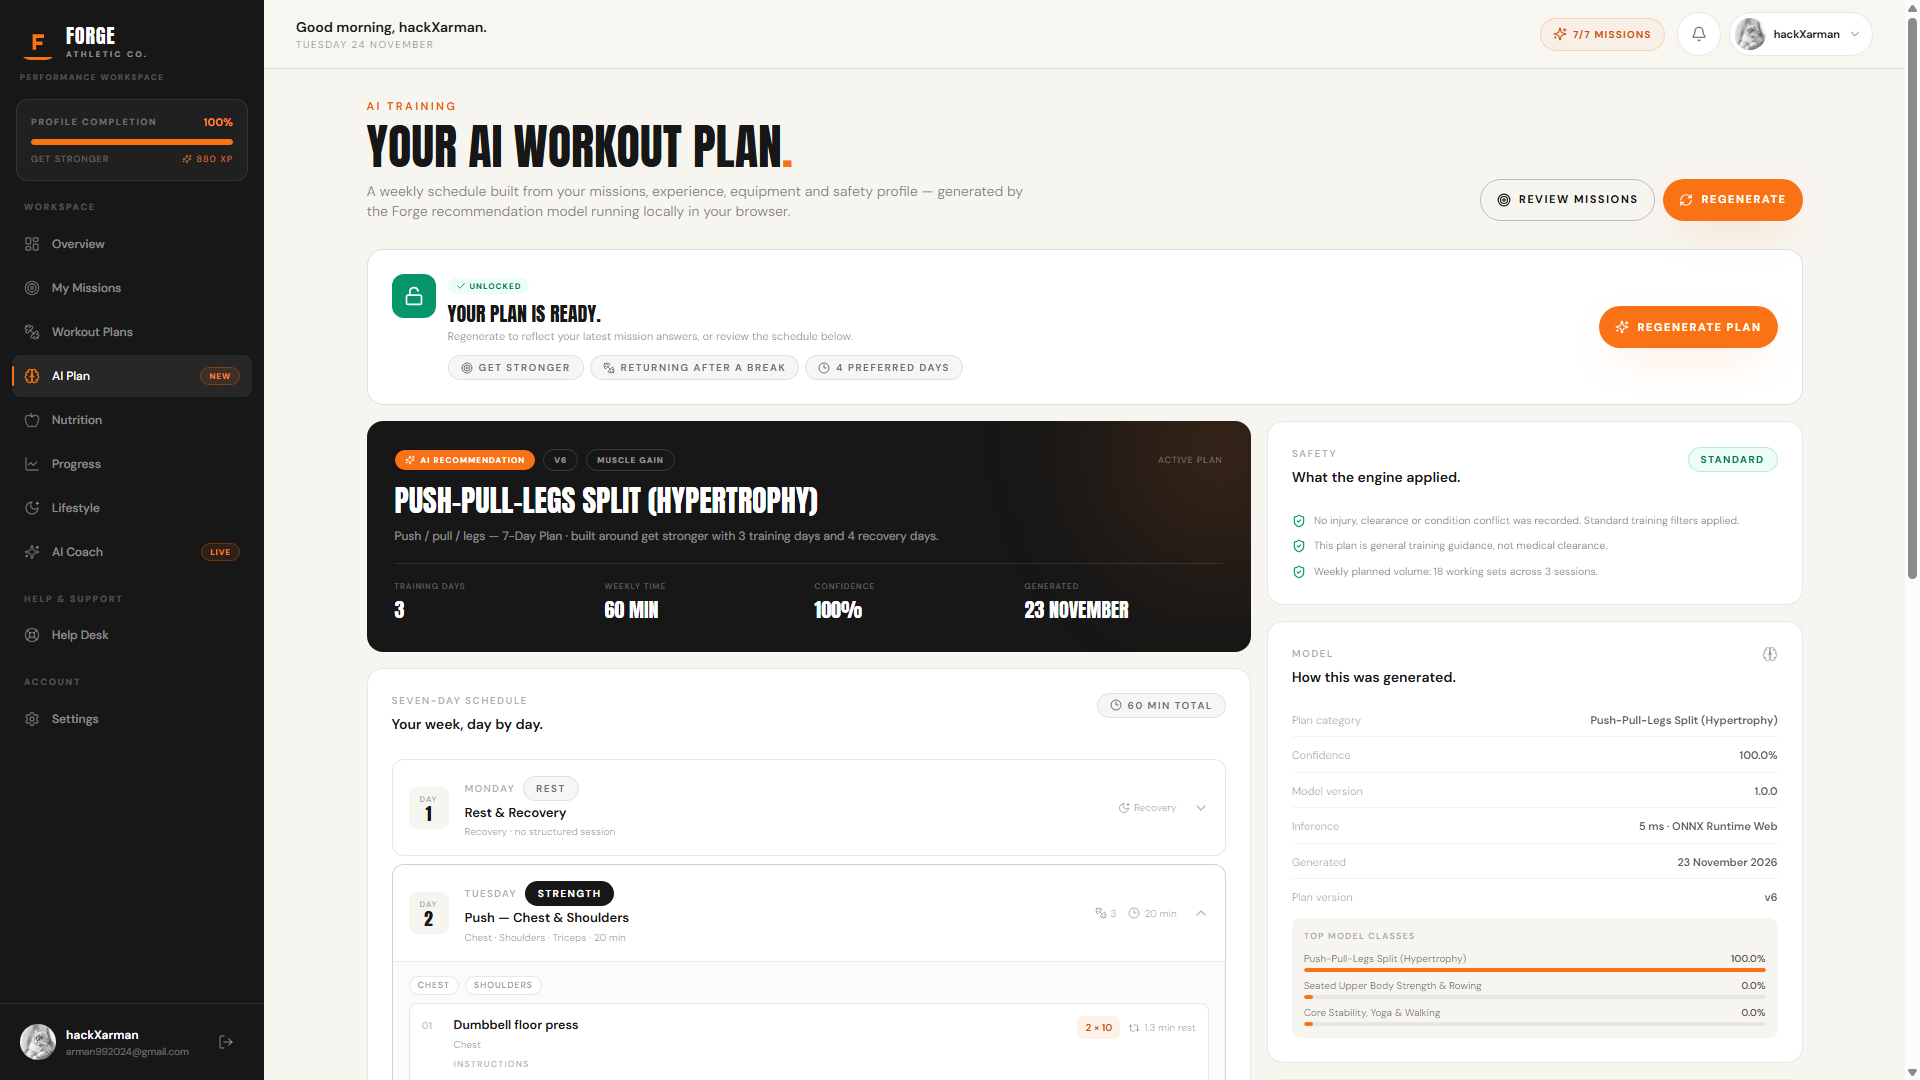 F
FORGE
ATHLETIC CO.
PERFORMANCE WORKSPACE
PROFILE COMPLETION 100%
GET STRONGER 880 XP
WORKSPACE
Overview
My Missions
Workout Plans
AI Plan NEW
Nutrition
Progress
Lifestyle
AI Coach LIVE
HELP & SUPPORT
Help Desk
ACCOUNT
Settings
hackXarman
arman992024@gmail.com
Good morning, hackXarman.
TUESDAY 24 NOVEMBER
7/7 MISSIONS
hackXarman
AI TRAINING
YOUR AI WORKOUT PLAN.
A weekly schedule built from your missions, experience, equipment and safety profile — generated by
the Forge recommendation model running locally in your browser.
REVIEW MISSIONS
REGENERATE
UNLOCKED
YOUR PLAN IS READY.
Regenerate to reflect your latest mission answers, or review the schedule below.
GET STRONGER RETURNING AFTER A BREAK 4 PREFERRED DAYS
REGENERATE PLAN
AI RECOMMENDATION V6 MUSCLE GAIN ACTIVE PLAN
PUSH-PULL-LEGS SPLIT (HYPERTROPHY)
Push / pull / legs — 7-Day Plan · built around get stronger with 3 training days and 4 recovery days.
TRAINING DAYS WEEKLY TIME CONFIDENCE GENERATED
3 60 MIN 100% 23 NOVEMBER
SEVEN-DAY SCHEDULE
Your week, day by day.
60 MIN TOTAL
DAY
1
MONDAY REST
Rest & Recovery
Recovery · no structured session
Recovery
DAY
2
TUESDAY STRENGTH
Push — Chest & Shoulders
Chest · Shoulders · Triceps · 20 min
3 20 min
CHEST SHOULDERS
01 Dumbbell floor press
Chest
2 × 10 1.3 min rest
INSTRUCTIONS
SAFETY
What the engine applied.
STANDARD
No injury, clearance or condition conflict was recorded. Standard training filters applied.
This plan is general training guidance, not medical clearance.
Weekly planned volume: 18 working sets across 3 sessions.
MODEL
How this was generated.
Plan category Push-Pull-Legs Split (Hypertrophy)
Confidence 100.0%
Model version 1.0.0
Inference 5 ms · ONNX Runtime Web
Generated 23 November 2026
Plan version v6
TOP MODEL CLASSES
Push-Pull-Legs Split (Hypertrophy) 100.0%
Seated Upper Body Strength & Rowing 0.0%
Core Stability, Yoga & Walking 0.0%